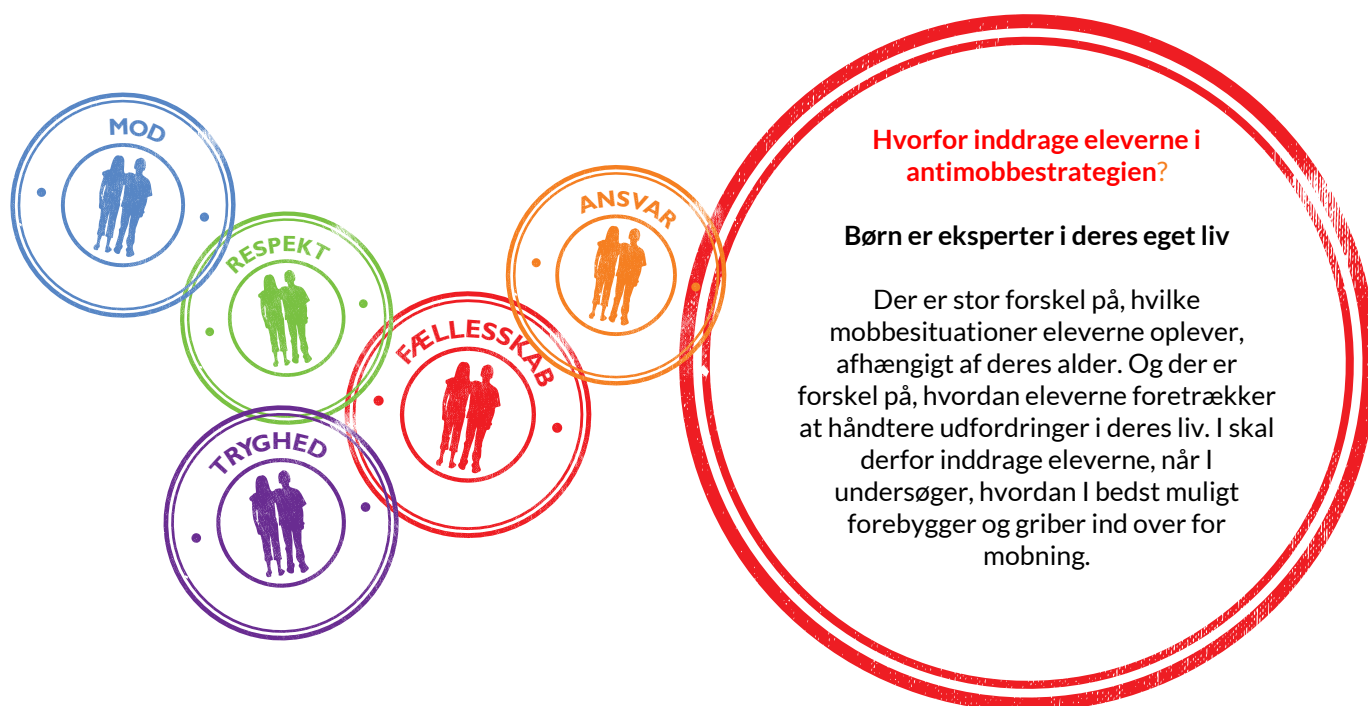 MOD
RESPEKT
ANSVAR
FÆLLESSKAB
TRYGHED
Hvorfor inddrage eleverne i
antimobbestrategien?
Børn er eksperter i deres eget liv
Der er stor forskel på, hvilke
mobbesituationer eleverne oplever,
afhængigt af deres alder. Og der er
forskel på, hvordan eleverne foretrækker
at håndtere udfordringer i deres liv. I skal
derfor inddrage eleverne, når I
undersøger, hvordan I bedst muligt
forebygger og griber ind over for
mobning.